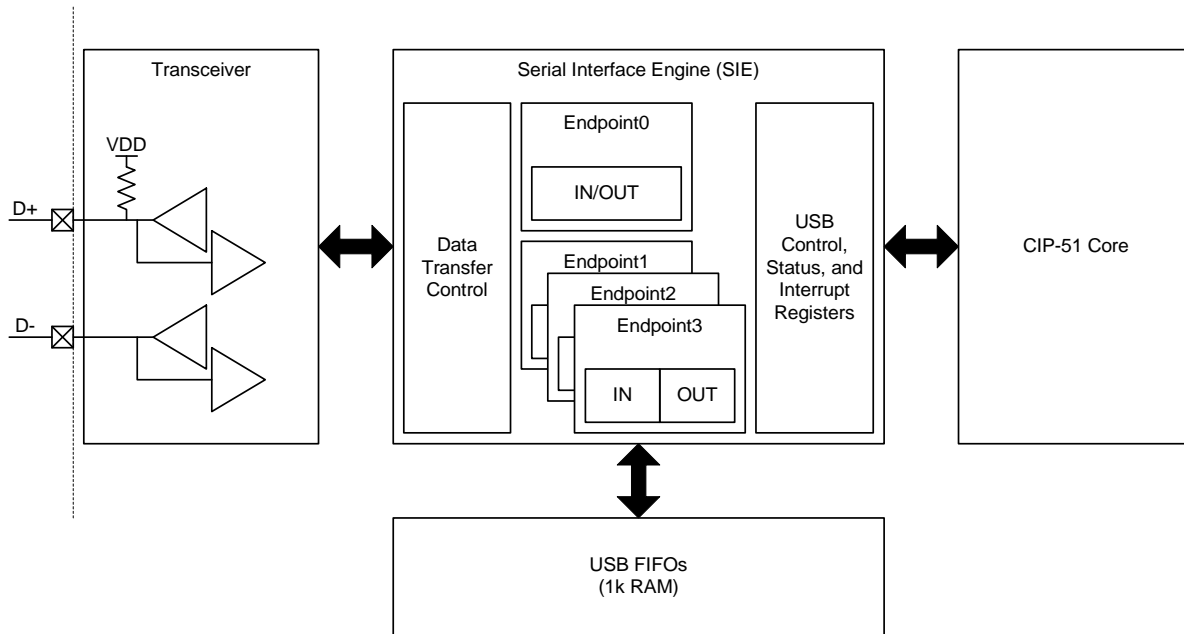 Transceiver
VDD
D+
D-
Serial Interface Engine (SIE)
Data
Transfer
Control
Endpoint0
IN/OUT
Endpoint1
Endpoint2
Endpoint3
IN
OUT
USB
Control,
Status, and
Interrupt
Registers
CIP-51 Core
USB FIFOs
(1k RAM)